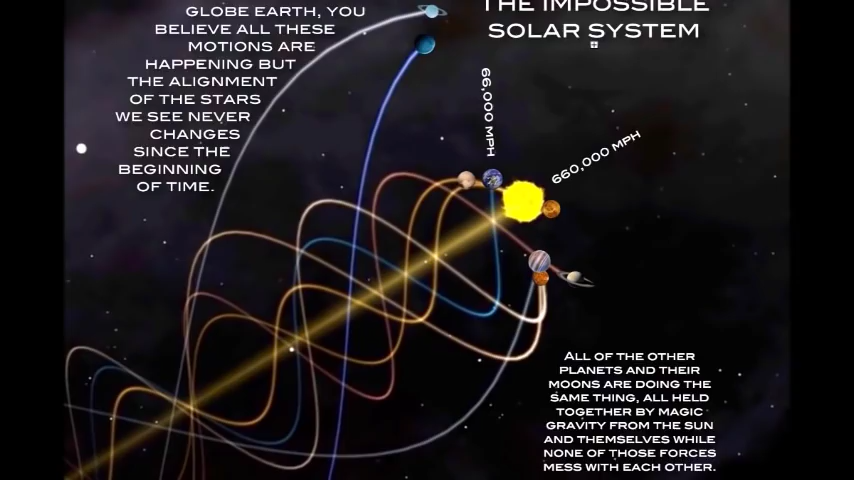 GLOBE EARTH, YOU
BELIEVE ALL THESE
MOTIONS ARE
HAPPENING BUT
THE ALIGNMENT
OF THE STARS
WE SEE NEVER
CHANGES
SINCE THE
BEGINNING
OF TIME.
THE IMPOSSIBLE
SOLAR SYSTEM
66,000 MPH
660,000 MPH
ALL OF THE OTHER
PLANETS AND THEIR
MOONS ARE DOING THE
SAME THING, ALL HELD
TOGETHER BY MAGIC
GRAVITY FROM THE SUN
AND THEMSELVES WHILE
NONE OF THOSE FORCES
MESS WITH EACH OTHER.